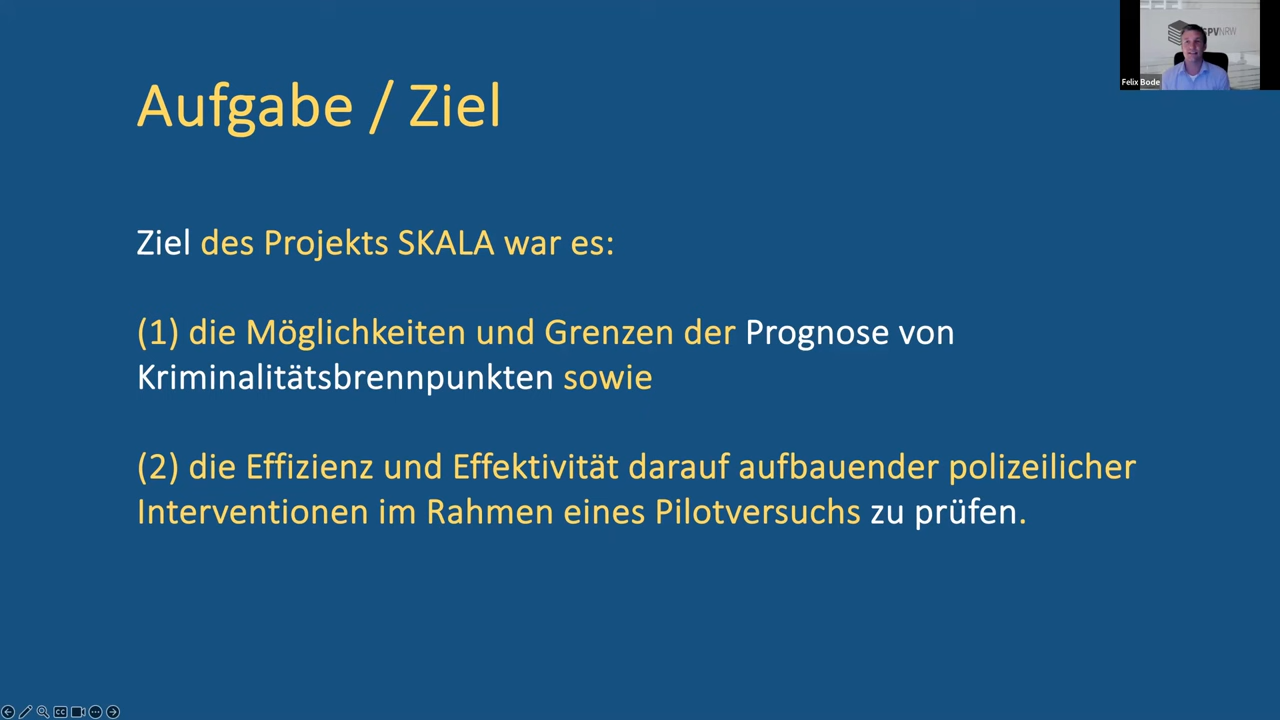 Aufgabe / Ziel
Ziel des Projekts SKALA war es:
(1) die Möglichkeiten und Grenzen der Prognose von
Kriminalitätsbrennpunkten sowie
(2) die Effizienz und Effektivität darauf aufbauender polizeilicher
Interventionen im Rahmen eines Pilotversuchs zu prüfen.
Felix Bode
CC